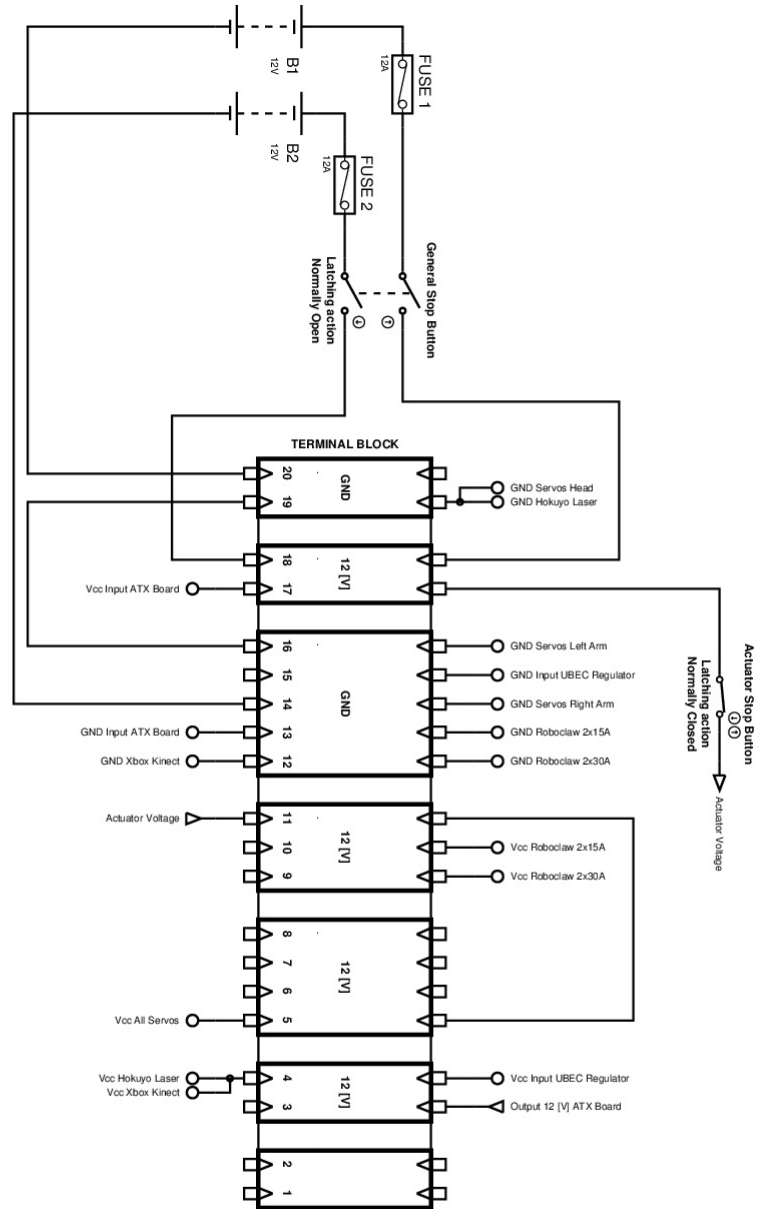 B1
12V
FUSE 1
12A
B2
12V
FUSE 2
12A
General Stop Button
Latching action
Normally Open
TERMINAL BLOCK
20
GND
19
GND Servos Head
GND Hokuyo Laser
18
12 [V]
17
Vcc Input ATX Board
Actuator Stop Button
Latching action
Normally Closed
Actuator Voltage
16
GND Servos Left Arm
15
GND Input UBEC Regulator
GND
14
GND Servos Right Arm
GND Input ATX Board
13
GND Roboclaw 2x15A
GND Xbox Kinect
12
GND Roboclaw 2x30A
Actuator Voltage
11
12 [V]
10
Vcc Roboclaw 2x15A
9
Vcc Roboclaw 2x30A
8
7
12 [V]
6
Vcc All Servos
5
Vcc Hokuyo Laser
Vcc Xbox Kinect
4
12 [V]
Vcc Input UBEC Regulator
3
Output 12 [V] ATX Board
2
1